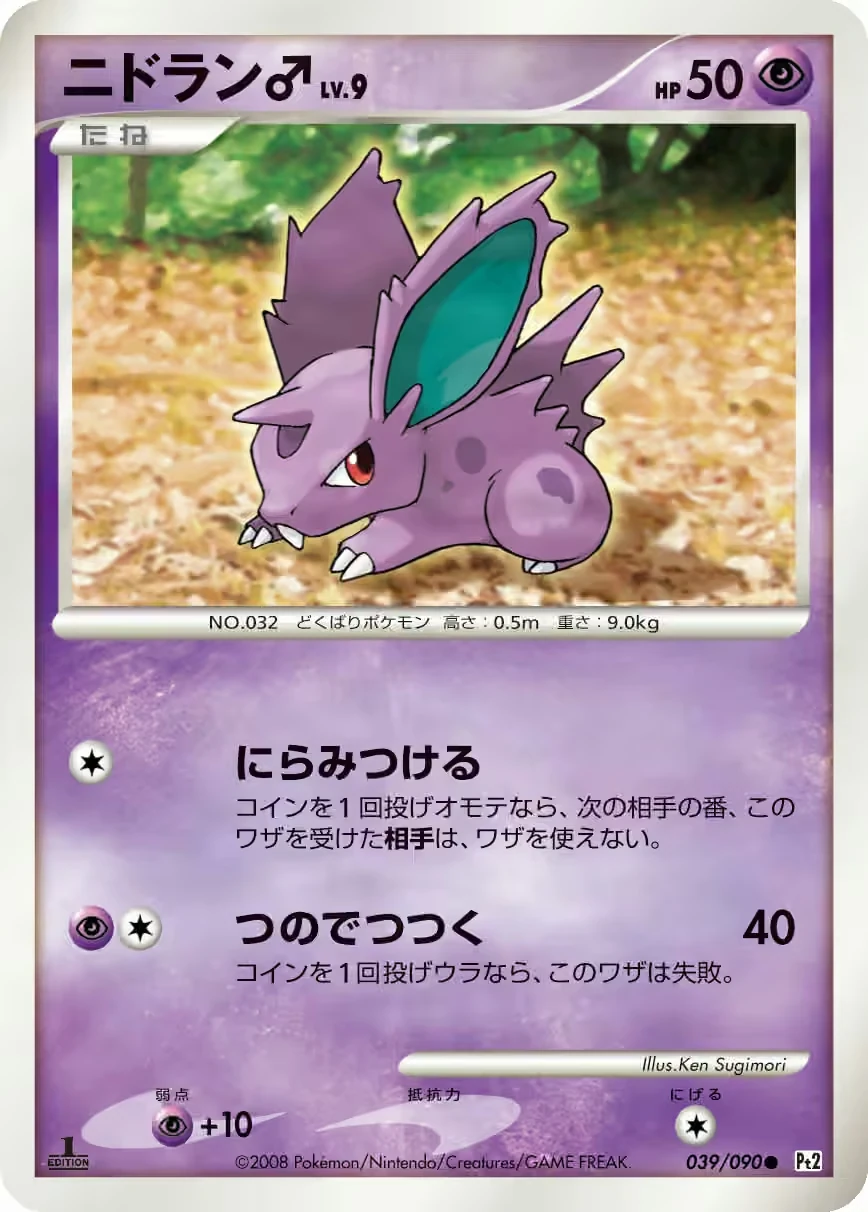 ニドラン♂ LV.9 HP 50
たね
NO.032 どくばりポケモン 高さ:0.5m 重さ:9.0kg
にらみつける
コインを1回投げオモテなら、次の相手の番、この
ワザを受けた相手は、ワザを使えない。
つのでつつく 40
コインを1回投げウラなら、このワザは失敗。
Illus.Ken Sugimori
弱点 抵抗力 にげる
+10
1 EDITION
©2008 Pokémon/Nintendo/Creatures/GAME FREAK. 039/090● Pt2